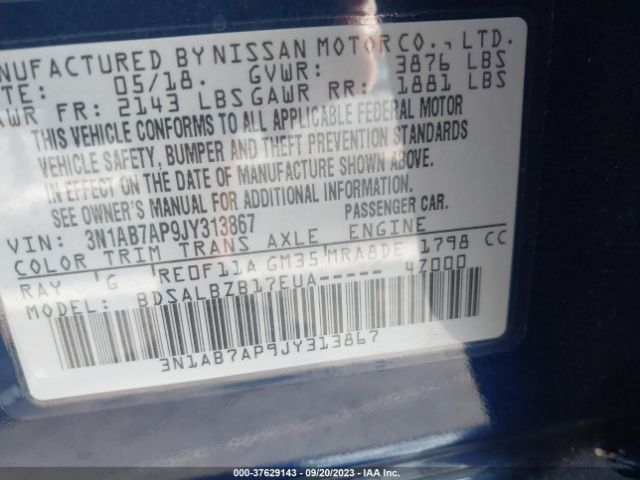 NUFACTURED BY NISSAN MOTOR CO., LTD.
TE: 05/18. GVWR: 3876 LBS
AWR FR: 2143 LBS GAWR RR: 1881 LBS
THIS VEHICLE CONFORMS TO ALL APPLICABLE FEDERAL MOTOR
VEHICLE SAFETY, BUMPER AND THEFT PREVENTION STANDARDS
IN EFFECT ON THE DATE OF MANUFACTURE SHOWN ABOVE.
SEE OWNER'S MANUAL FOR ADDITIONAL INFORMATION.
VIN: 3N1AB7AP9JY313867 PASSENGER CAR.
COLOR TRIM TRANS AXLE ENGINE
RAY G RE0F11A GM35 MRA8DE 1798 CC
MODEL: BDSALBZB17EUA----- 47000
3N1AB7AP9JY313867
000-37629143 - 09/20/2023 - IAA Inc.